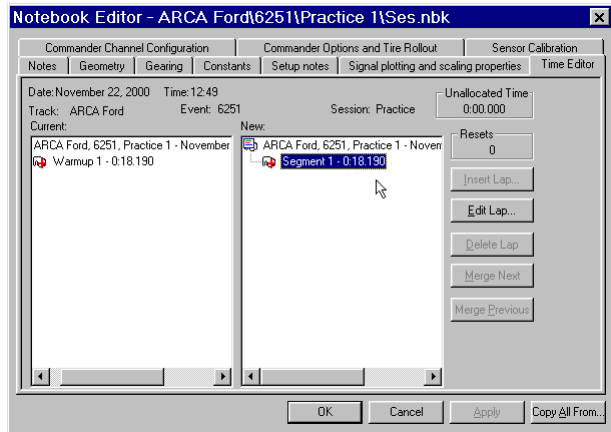 Notebook Editor - ARCA Ford\6251\Practice 1\Ses.nbk
Commander Channel Configuration Commander Options and Tire Rollout Sensor Calibration
Notes Geometry Gearing Constants Setup notes Signal plotting and scaling properties Time Editor
Date: November 22, 2000 Time: 12:49 Unallocated Time
Track: ARCA Ford Event: 6251 Session: Practice 0:00.000
Current: New:
ARCA Ford, 6251, Practice 1 - November ARCA Ford, 6251, Practice 1 - Novem
Resets
0
Warmup 1 - 0:18.190 Segment 1 - 0:18.190
Insert Lap...
Edit Lap...
Delete Lap
Merge Next
Merge Previous
OK Cancel Apply Copy All From...